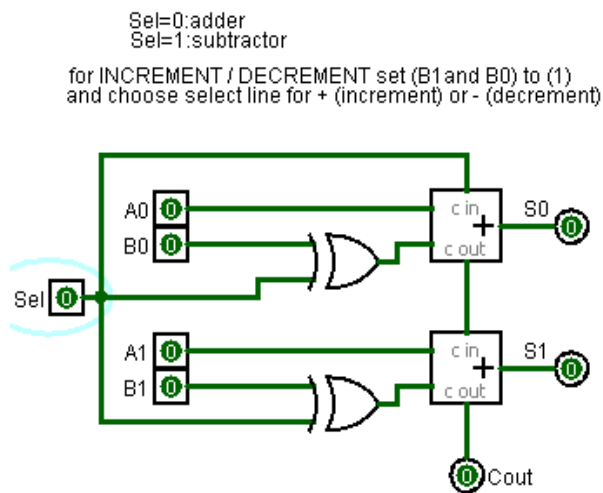 Sel=0:adder
Sel=1:subtractor
for INCREMENT / DECREMENT set (B1and B0) to (1)
and choose select line for + (increment) or - (decrement)
A0 0
c in
S0 0
+
B0 0
c out
Sel 0
A1 0
c in
S1 0
+
B1 0
c out
0 Cout